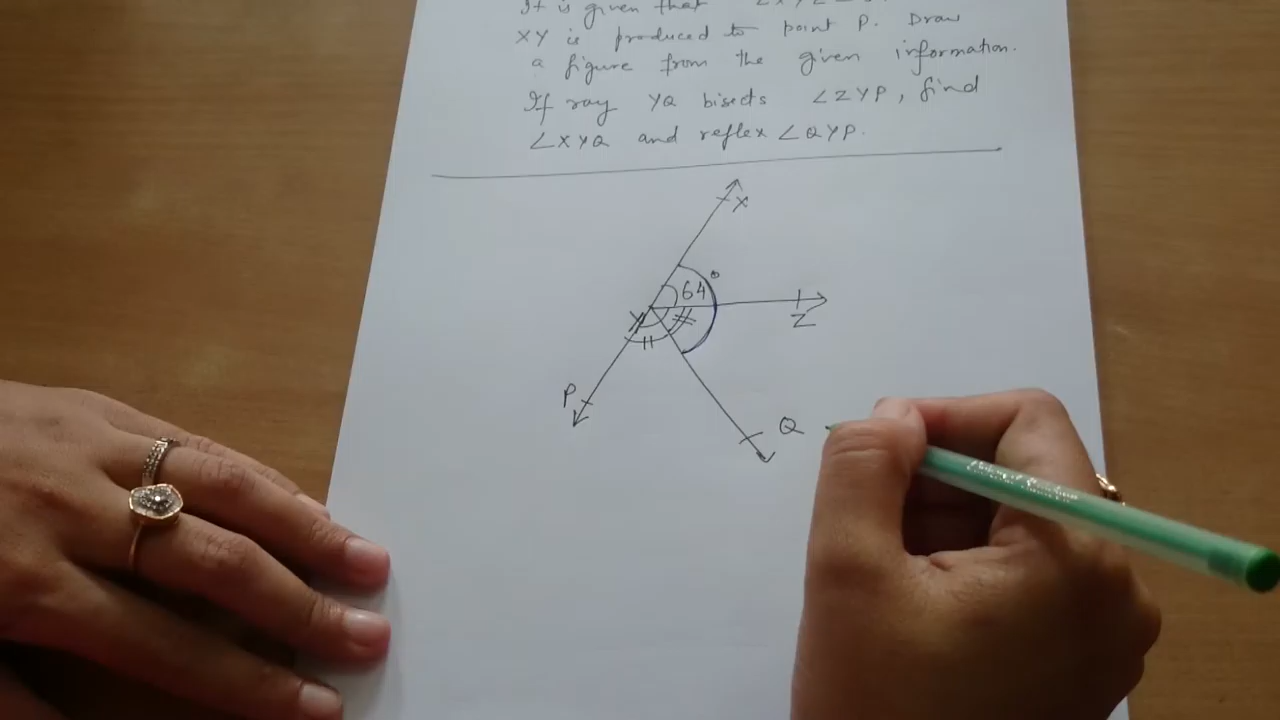 It is given that
XY is produced to point P. Draw
a figure from the given information.
If ray YQ bisects ∠ZYP, find
∠XYQ and reflex ∠QYP.
X
64°
Y
Z
P
Q